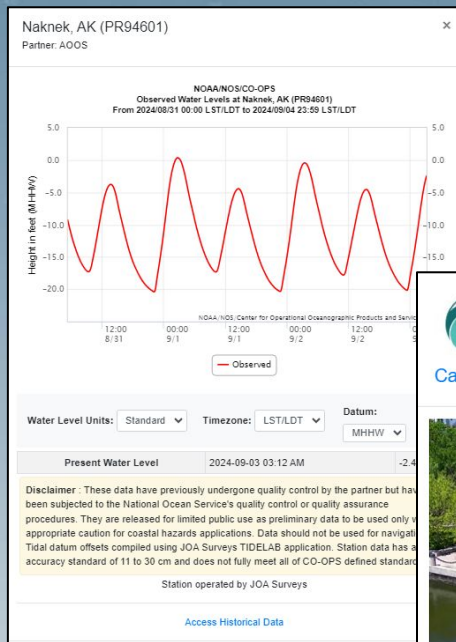 Naknek, AK (PR94601)
×
Partner: AOOS
NOAA/NOS/CO-OPS
Observed Water Levels at Naknek, AK (PR94601)
From 2024/08/31 00:00 LST/LDT to 2024/09/04 23:59 LST/LDT
Height in feet (MHHW)
5.0
0.0
-5.0
-10.0
-15.0
-20.0
5.0
0.0
-5.0
-10.0
-15.0
NOAA/NOS/Center for Operational Oceanographic Products and
12:00 00:00 12:00 00:00 12:00
8/31 9/1 9/1 9/2 9/2
Observed
Water Level Units: Standard Timezone: LST/LDT Datum: MHHW
Present Water Level 2024-09-03 03:12 AM -2.4
Disclaimer : These data have previously undergone quality control by the partner but
been subjected to the National Ocean Service's quality control or quality assurance
procedures. They are released for limited public use as preliminary data to be used only
appropriate caution for coastal hazards applications. Data should not be used for
Tidal datum offsets compiled using JOA Surveys TIDELAB application. Station data has
accuracy standard of 11 to 30 cm and does not fully meet all of CO-OPS defined
Station operated by JOA Surveys
Access Historical Data